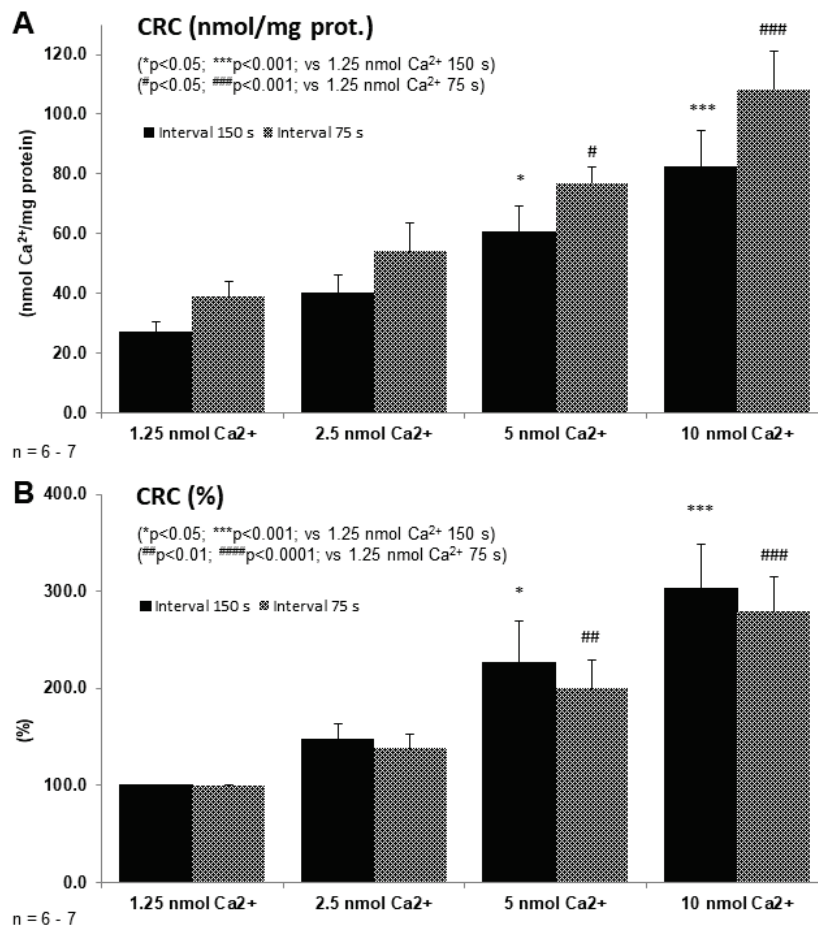 A
CRC (nmol/mg prot.)
(*p<0.05; ***p<0.001; vs 1.25 nmol Ca²⁺ 150 s)
(#p<0.05; ###p<0.001; vs 1.25 nmol Ca²⁺ 75 s)
Interval 150 s Interval 75 s
(nmol Ca²⁺/mg protein)
120.0
100.0
80.0
60.0
40.0
20.0
0.0
* # *** ###
1.25 nmol Ca2+ 2.5 nmol Ca2+ 5 nmol Ca2+ 10 nmol Ca2+
n = 6 - 7
B
CRC (%)
(*p<0.05; ***p<0.001; vs 1.25 nmol Ca²⁺ 150 s)
(##p<0.01; ####p<0.0001; vs 1.25 nmol Ca²⁺ 75 s)
Interval 150 s Interval 75 s
(%)
400.0
300.0
200.0
100.0
0.0
* ## *** ###
1.25 nmol Ca2+ 2.5 nmol Ca2+ 5 nmol Ca2+ 10 nmol Ca2+
n = 6 - 7